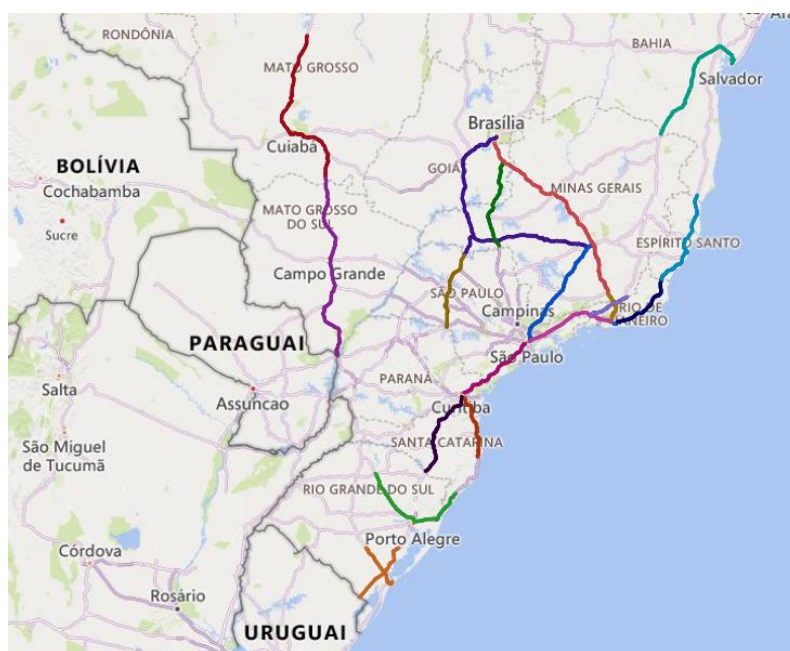 RONDÔNIA
BAHIA
MATO GROSSO
Salvador
Brasília
Cuiabá
GOIÁ
BOLÍVIA
MINAS GERAIS
Cochabamba
MATO GROSSO
DO SUL
Sucre
ESPÍRITO SANTO
Campo Grande
SÃO PAULO
Campinas
RIO DE
JANEIRO
PARAGUAI
São Paulo
Salta
PARANÁ
Assuncao
Curitiba
São Miguel
de Tucumã
SANTA CATARINA
RIO GRANDE DO SUL
Porto Alegre
Córdova
Rosário
URUGUAI